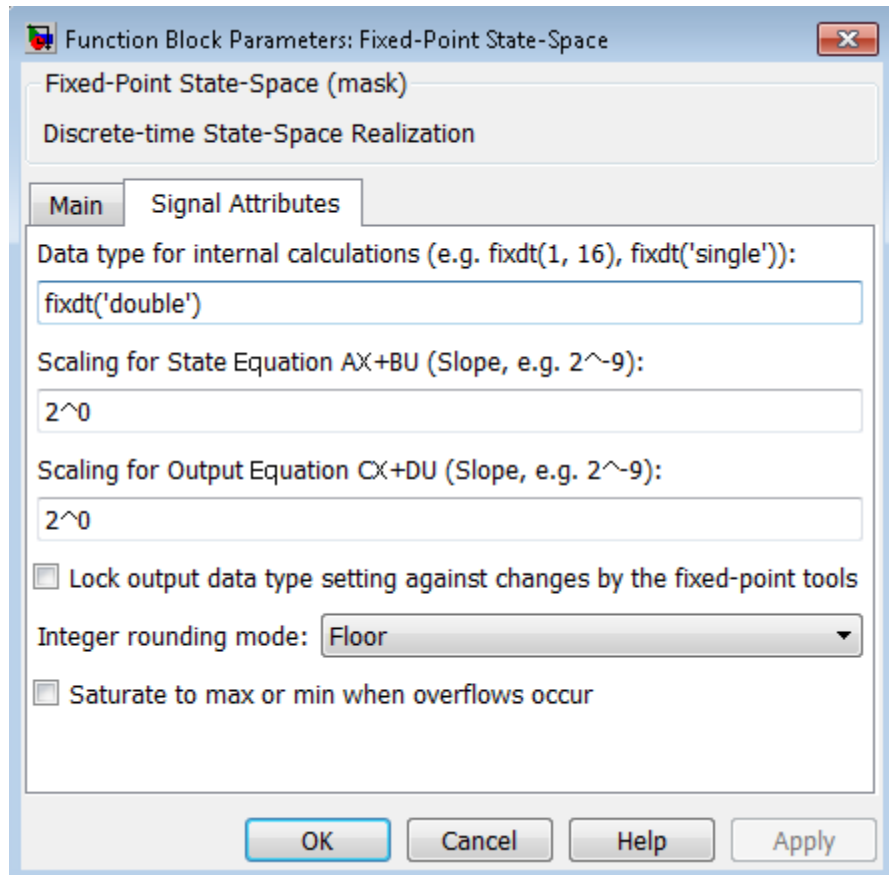 Function Block Parameters: Fixed-Point State-Space
Fixed-Point State-Space (mask)
Discrete-time State-Space Realization
Main Signal Attributes
Data type for internal calculations (e.g. fixdt(1, 16), fixdt('single')):
fixdt('double')
Scaling for State Equation AX+BU (Slope, e.g. 2^-9):
2^0
Scaling for Output Equation CX+DU (Slope, e.g. 2^-9):
2^0
Lock output data type setting against changes by the fixed-point tools
Integer rounding mode: Floor
Saturate to max or min when overflows occur
OK Cancel Help Apply